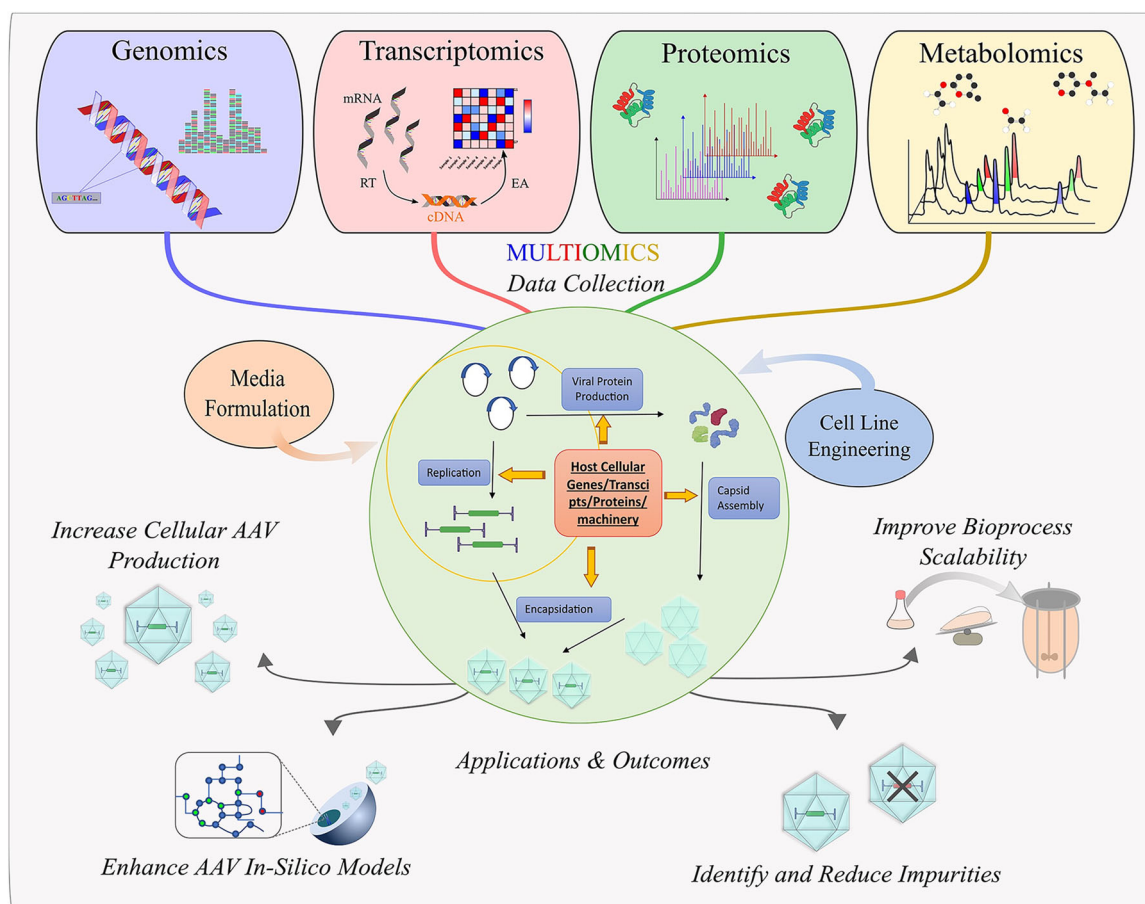 Genomics
AGATTAG...
Transcriptomics
mRNA
RT
cDNA
EA
Proteomics
Metabolomics
MULTIOMICS
Data Collection
Media
Formulation
Cell Line
Engineering
Viral Protein
Production
Replication
Host Cellular
Genes/Transci
pts/Proteins/
machinery
Capsid
Assembly
Encapsidation
Increase Cellular AAV
Production
Improve Bioprocess
Scalability
Applications & Outcomes
Enhance AAV In-Silico Models
Identify and Reduce Impurities